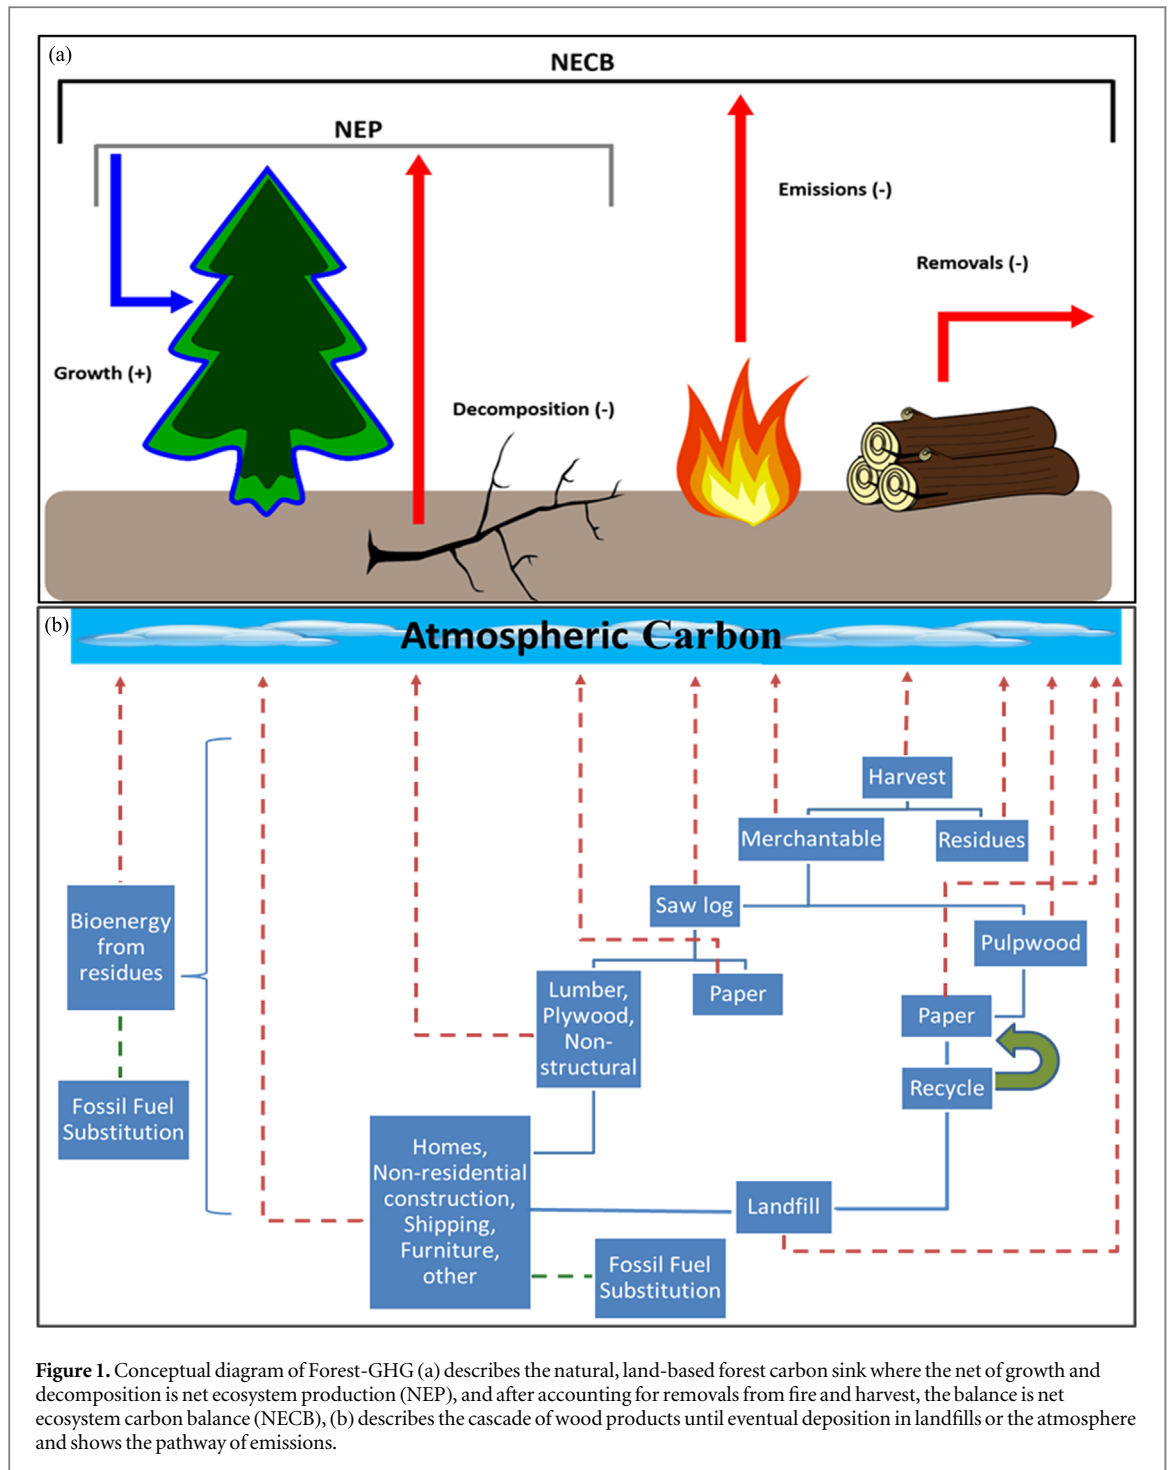 (a)
NECB
NEP
Emissions (-)
Removals (-)
Growth (+)
Decomposition (-)
(b)
Atmospheric Carbon
Harvest
Merchantable
Residues
Saw log
Bioenergy
from
residues
Pulpwood
Lumber,
Plywood,
Non-
structural
Paper
Paper
Recycle
Fossil Fuel
Substitution
Homes,
Non-residential
construction,
Shipping,
Furniture,
other
Landfill
Fossil Fuel
Substitution
Figure 1. Conceptual diagram of Forest-GHG (a) describes the natural, land-based forest carbon sink where the net of growth and
decomposition is net ecosystem production (NEP), and after accounting for removals from fire and harvest, the balance is net
ecosystem carbon balance (NECB), (b) describes the cascade of wood products until eventual deposition in landfills or the atmosphere
and shows the pathway of emissions.